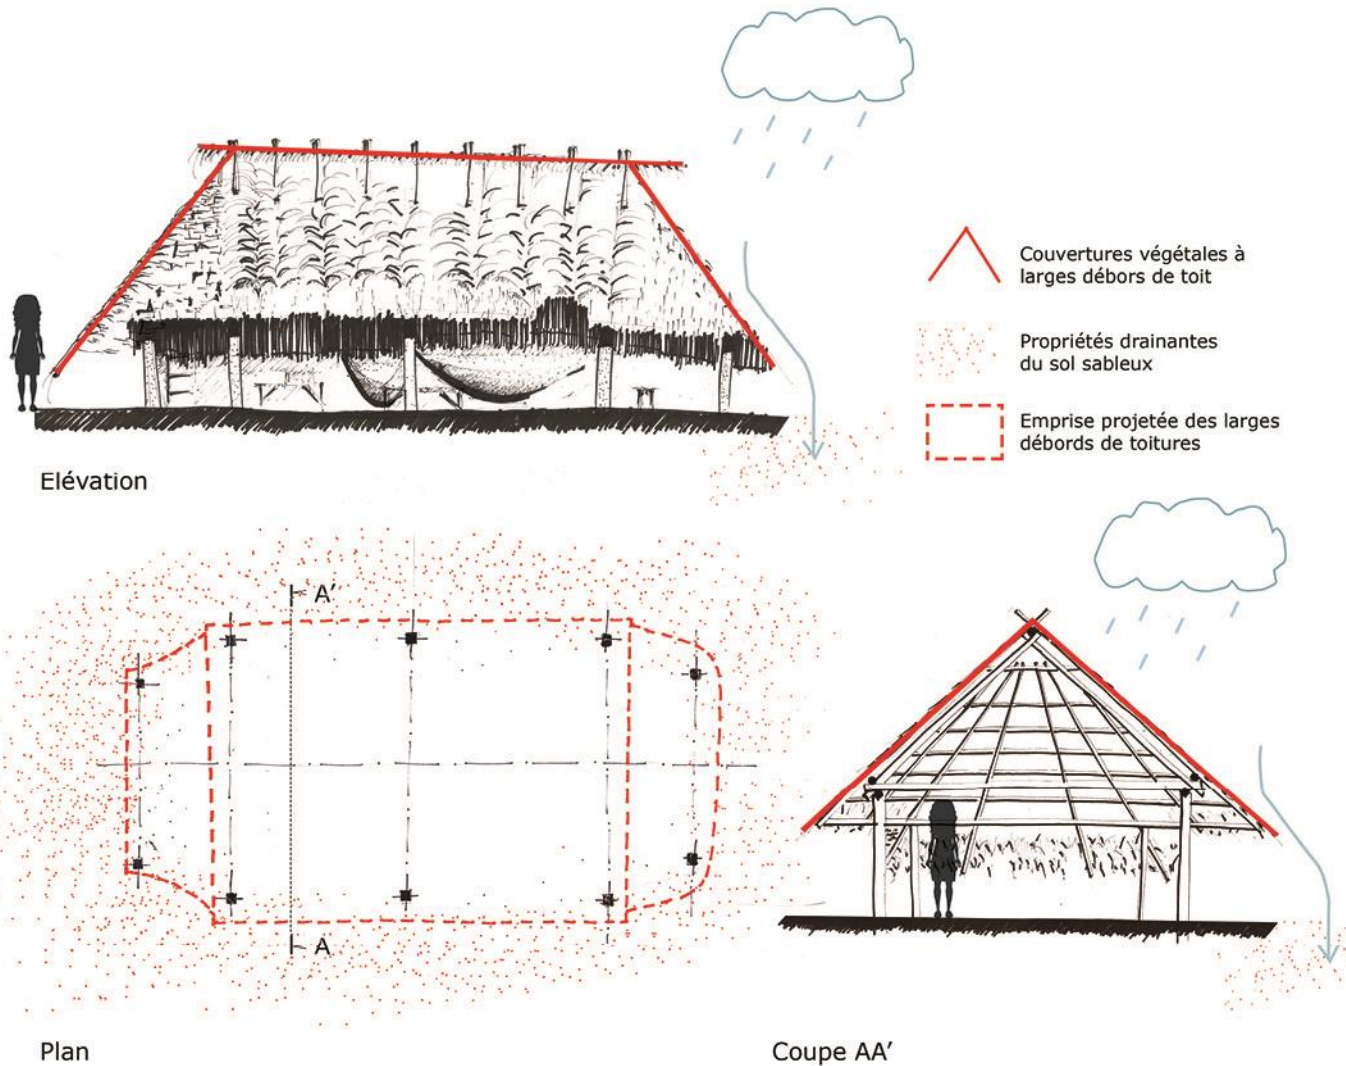 Couvertures végétales à
larges débors de toit
Propriétés drainantes
du sol sableux
Emprise projetée des larges
débords de toitures
Elévation
A'
A
Plan
Coupe AA'